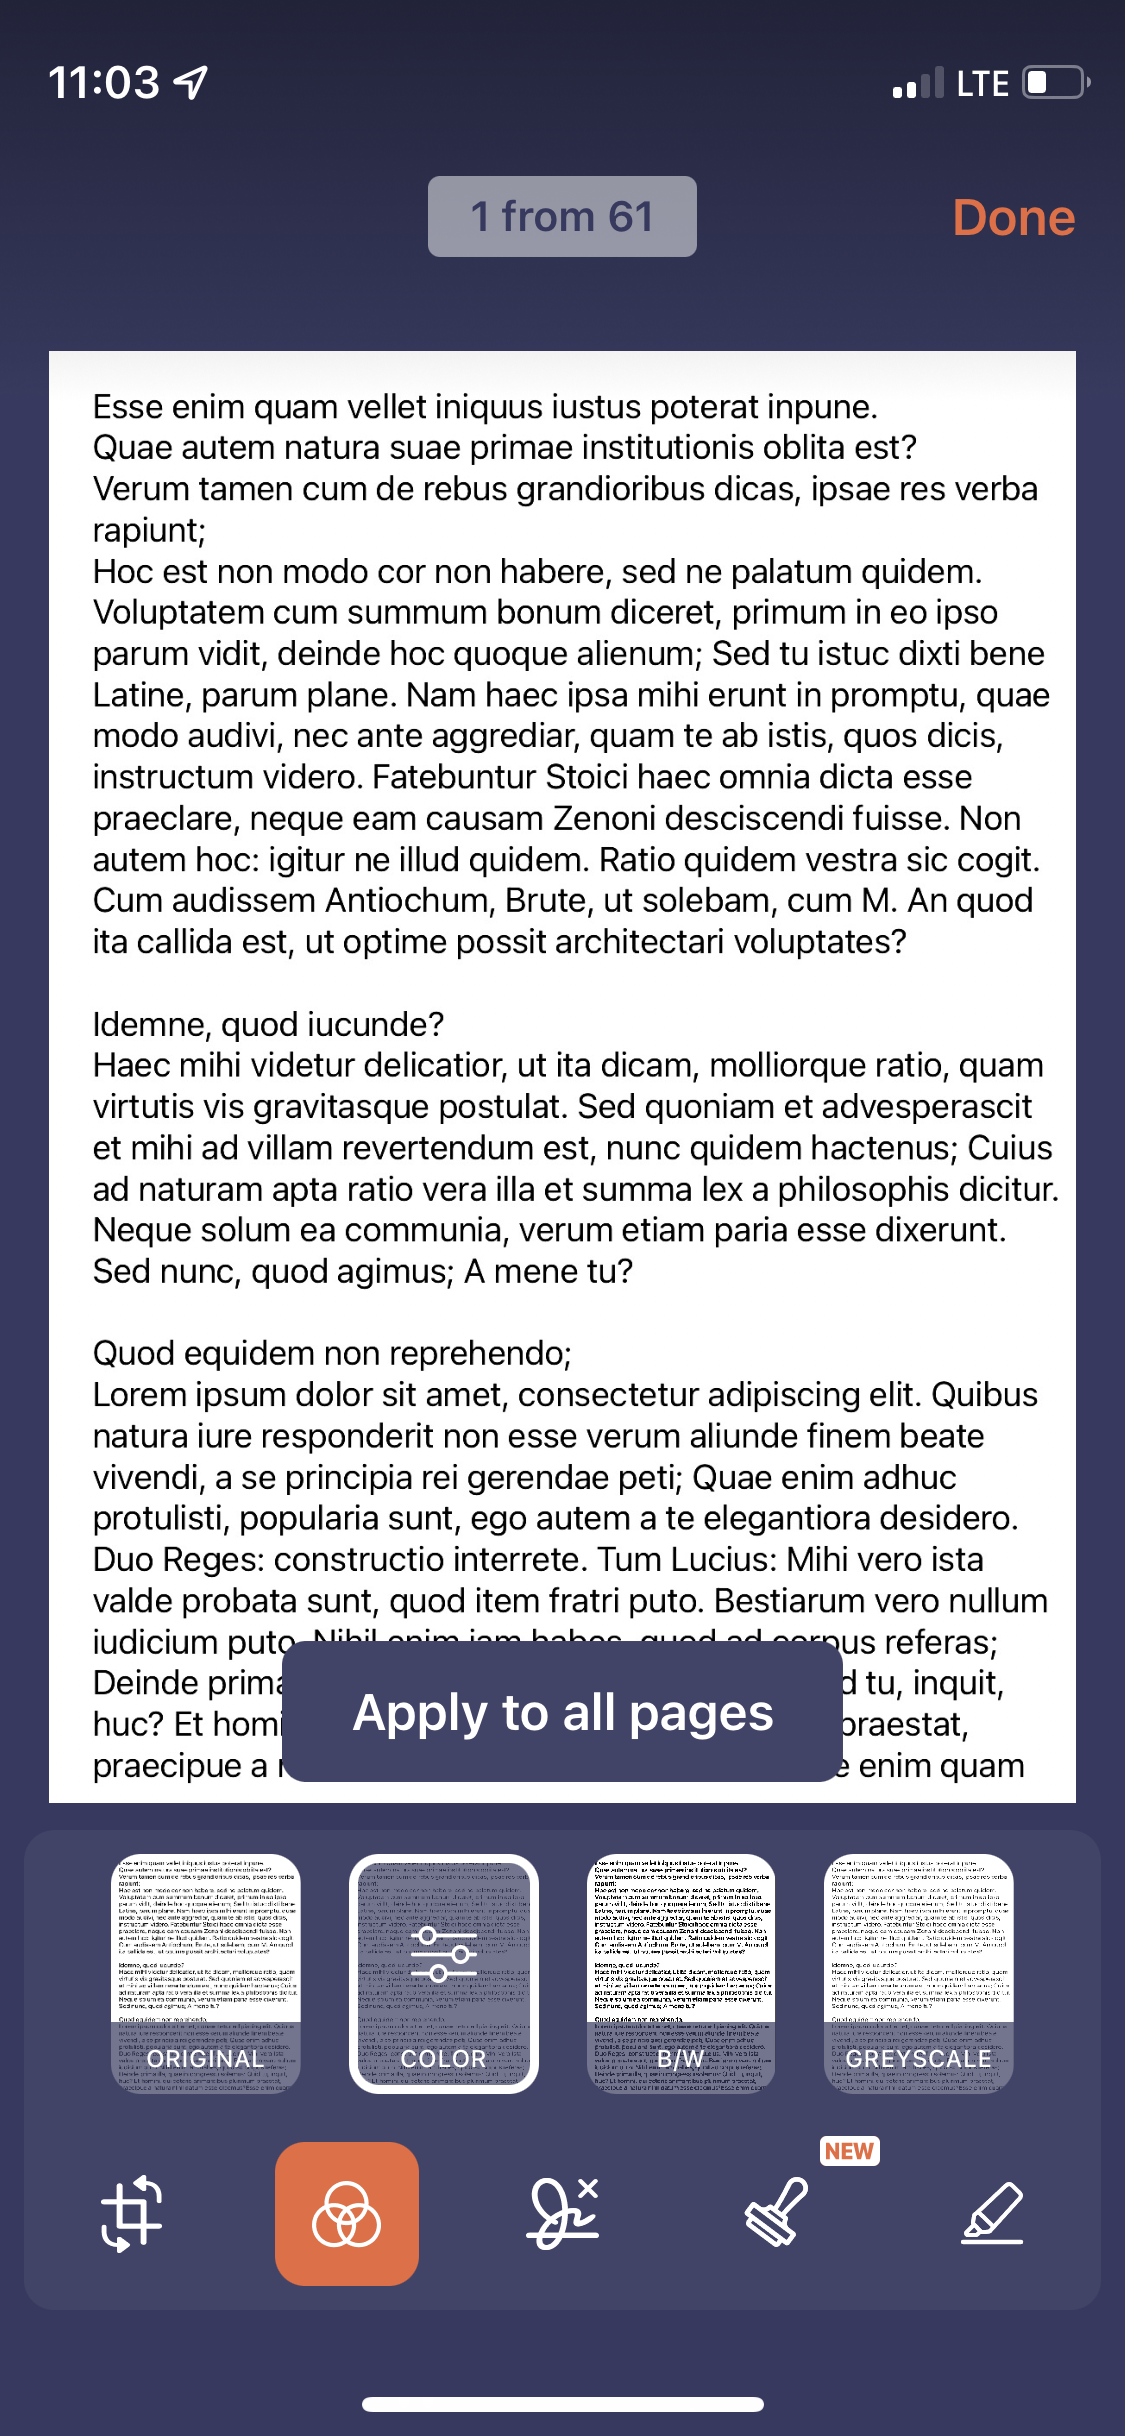 11:03
LTE
1 from 61
Done
Esse enim quam vellet iniquus iustus poterat inpune.
Quae autem natura suae primae institutionis oblita est?
Verum tamen cum de rebus grandioribus dicas, ipsae res verba
rapiunt;
Hoc est non modo cor non habere, sed ne palatum quidem.
Voluptatem cum summum bonum diceret, primum in eo ipso
parum vidit, deinde hoc quoque alienum; Sed tu istuc dixti bene
Latine, parum plane. Nam haec ipsa mihi erunt in promptu, quae
modo audivi, nec ante aggrediar, quam te ab istis, quos dicis,
instructum videro. Fatebuntur Stoici haec omnia dicta esse
praeclare, neque eam causam Zenoni desciscendi fuisse. Non
autem hoc: igitur ne illud quidem. Ratio quidem vestra sic cogit.
Cum audissem Antiochum, Brute, ut solebam, cum M. An quod
ita callida est, ut optime possit architectari voluptates?
Idemne, quod iucunde?
Haec mihi videtur delicatior, ut ita dicam, molliorque ratio, quam
virtutis vis gravitasque postulat. Sed quoniam et advesperascit
et mihi ad villam revertendum est, nunc quidem hactenus; Cuius
ad naturam apta ratio vera illa et summa lex a philosophis dicitur.
Neque solum ea communia, verum etiam paria esse dixerunt.
Sed nunc, quod agimus; A mene tu?
Quod equidem non reprehendo;
Lorem ipsum dolor sit amet, consectetur adipiscing elit. Quibus
natura iure responderit non esse verum aliunde finem beate
vivendi, a se principia rei gerendae peti; Quae enim adhuc
protulisti, popularia sunt, ego autem a te elegantiora desidero.
Duo Reges: constructio interrete. Tum Lucius: Mihi vero ista
valde probata sunt, quod item fratri puto. Bestiarum vero nullum
iudicium puto. Nihil enim iam habes, quod ad corpus referas;
Deinde tu, inquit,
huc? Et praestat,
praecipue a enim quam
Apply to all pages
ORIGINAL
COLOR
B/W
GREYSCALE
NEW